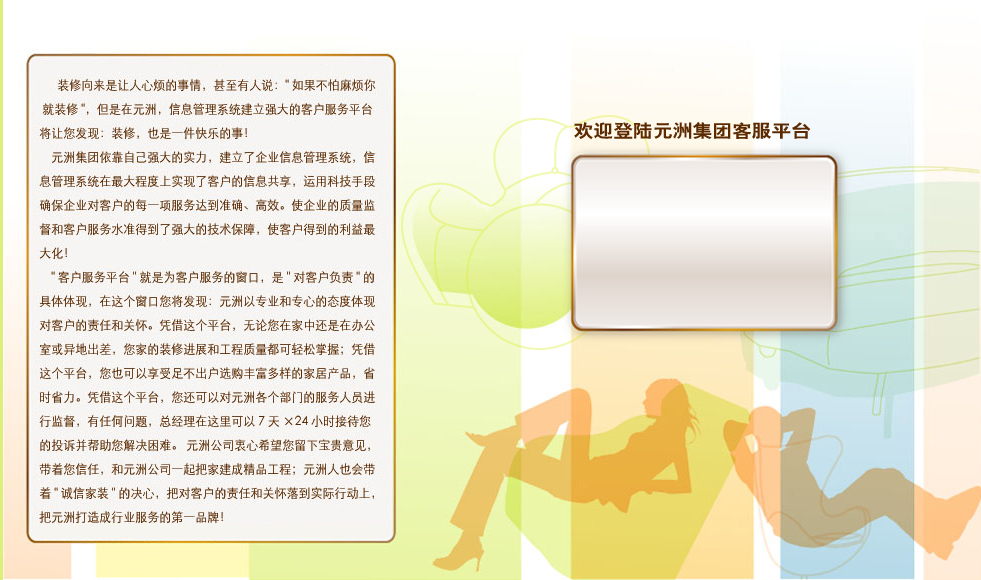 装修向来是让人心烦的事情，甚至有人说："如果不怕麻烦你
就装修"，但是在元洲，信息管理系统建立强大的客户服务平台
将让您发现：装修，也是一件快乐的事！
元洲集团依靠自己强大的实力，建立了企业信息管理系统，信
息管理系统在最大程度上实现了客户的信息共享，运用科技手段
确保企业对客户的每一项服务达到准确、高效。使企业的质量监
督和客户服务水准得到了强大的技术保障，使客户得到的利益最
大化！
"客户服务平台"就是为客户服务的窗口，是"对客户负责"的
具体体现，在这个窗口您将发现：元洲以专业和专心的态度体现
对客户的责任和关怀。凭借这个平台，无论您在家中还是在办公
室或异地出差，您家的装修进展和工程质量都可轻松掌握；凭借
这个平台，您也可以享受足不出户选购丰富多样的家居产品，省
时省力。凭借这个平台，您还可以对元洲各个部门的服务人员进
行监督，有任何问题，总经理在这里可以7天×24小时接待您
的投诉并帮助您解决困难。元洲公司衷心希望您留下宝贵意见，
带着您信任，和元洲公司一起把家建成精品工程；元洲人也会带
着"诚信家装"的决心，把对客户的责任和关怀落到实际行动上，
把元洲打造成行业服务的第一品牌！
欢迎登陆元洲集团客服平台